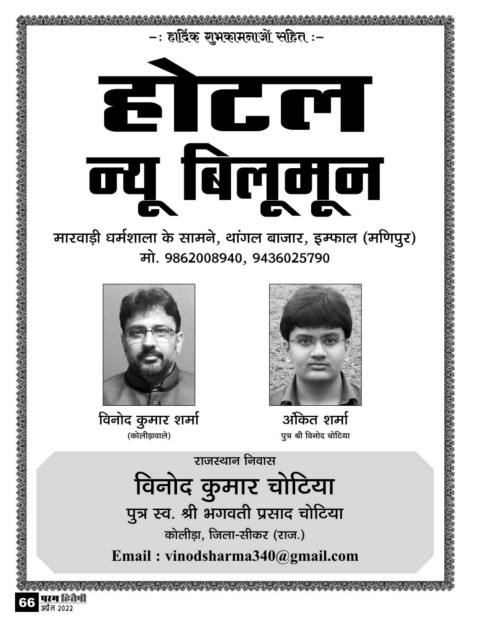 –: हार्दिक शुभकामनाओं सहित :–
होटल
न्यू बिलूमून
मारवाड़ी धर्मशाला के सामने, थांगल बाजार, इम्फाल (मणिपुर)
मो. 9862008940, 9436025790
विनोद कुमार शर्मा
(कोलीड़ावाले)
अंकित शर्मा
पुत्र श्री विनोद चोटिया
राजस्थान निवास
विनोद कुमार चोटिया
पुत्र स्व. श्री भगवती प्रसाद चोटिया
कोलीड़ा, जिला-सीकर (राज.)
Email : vinodsharma340@gmail.com
66 परम हितैषी
अप्रैल 2022